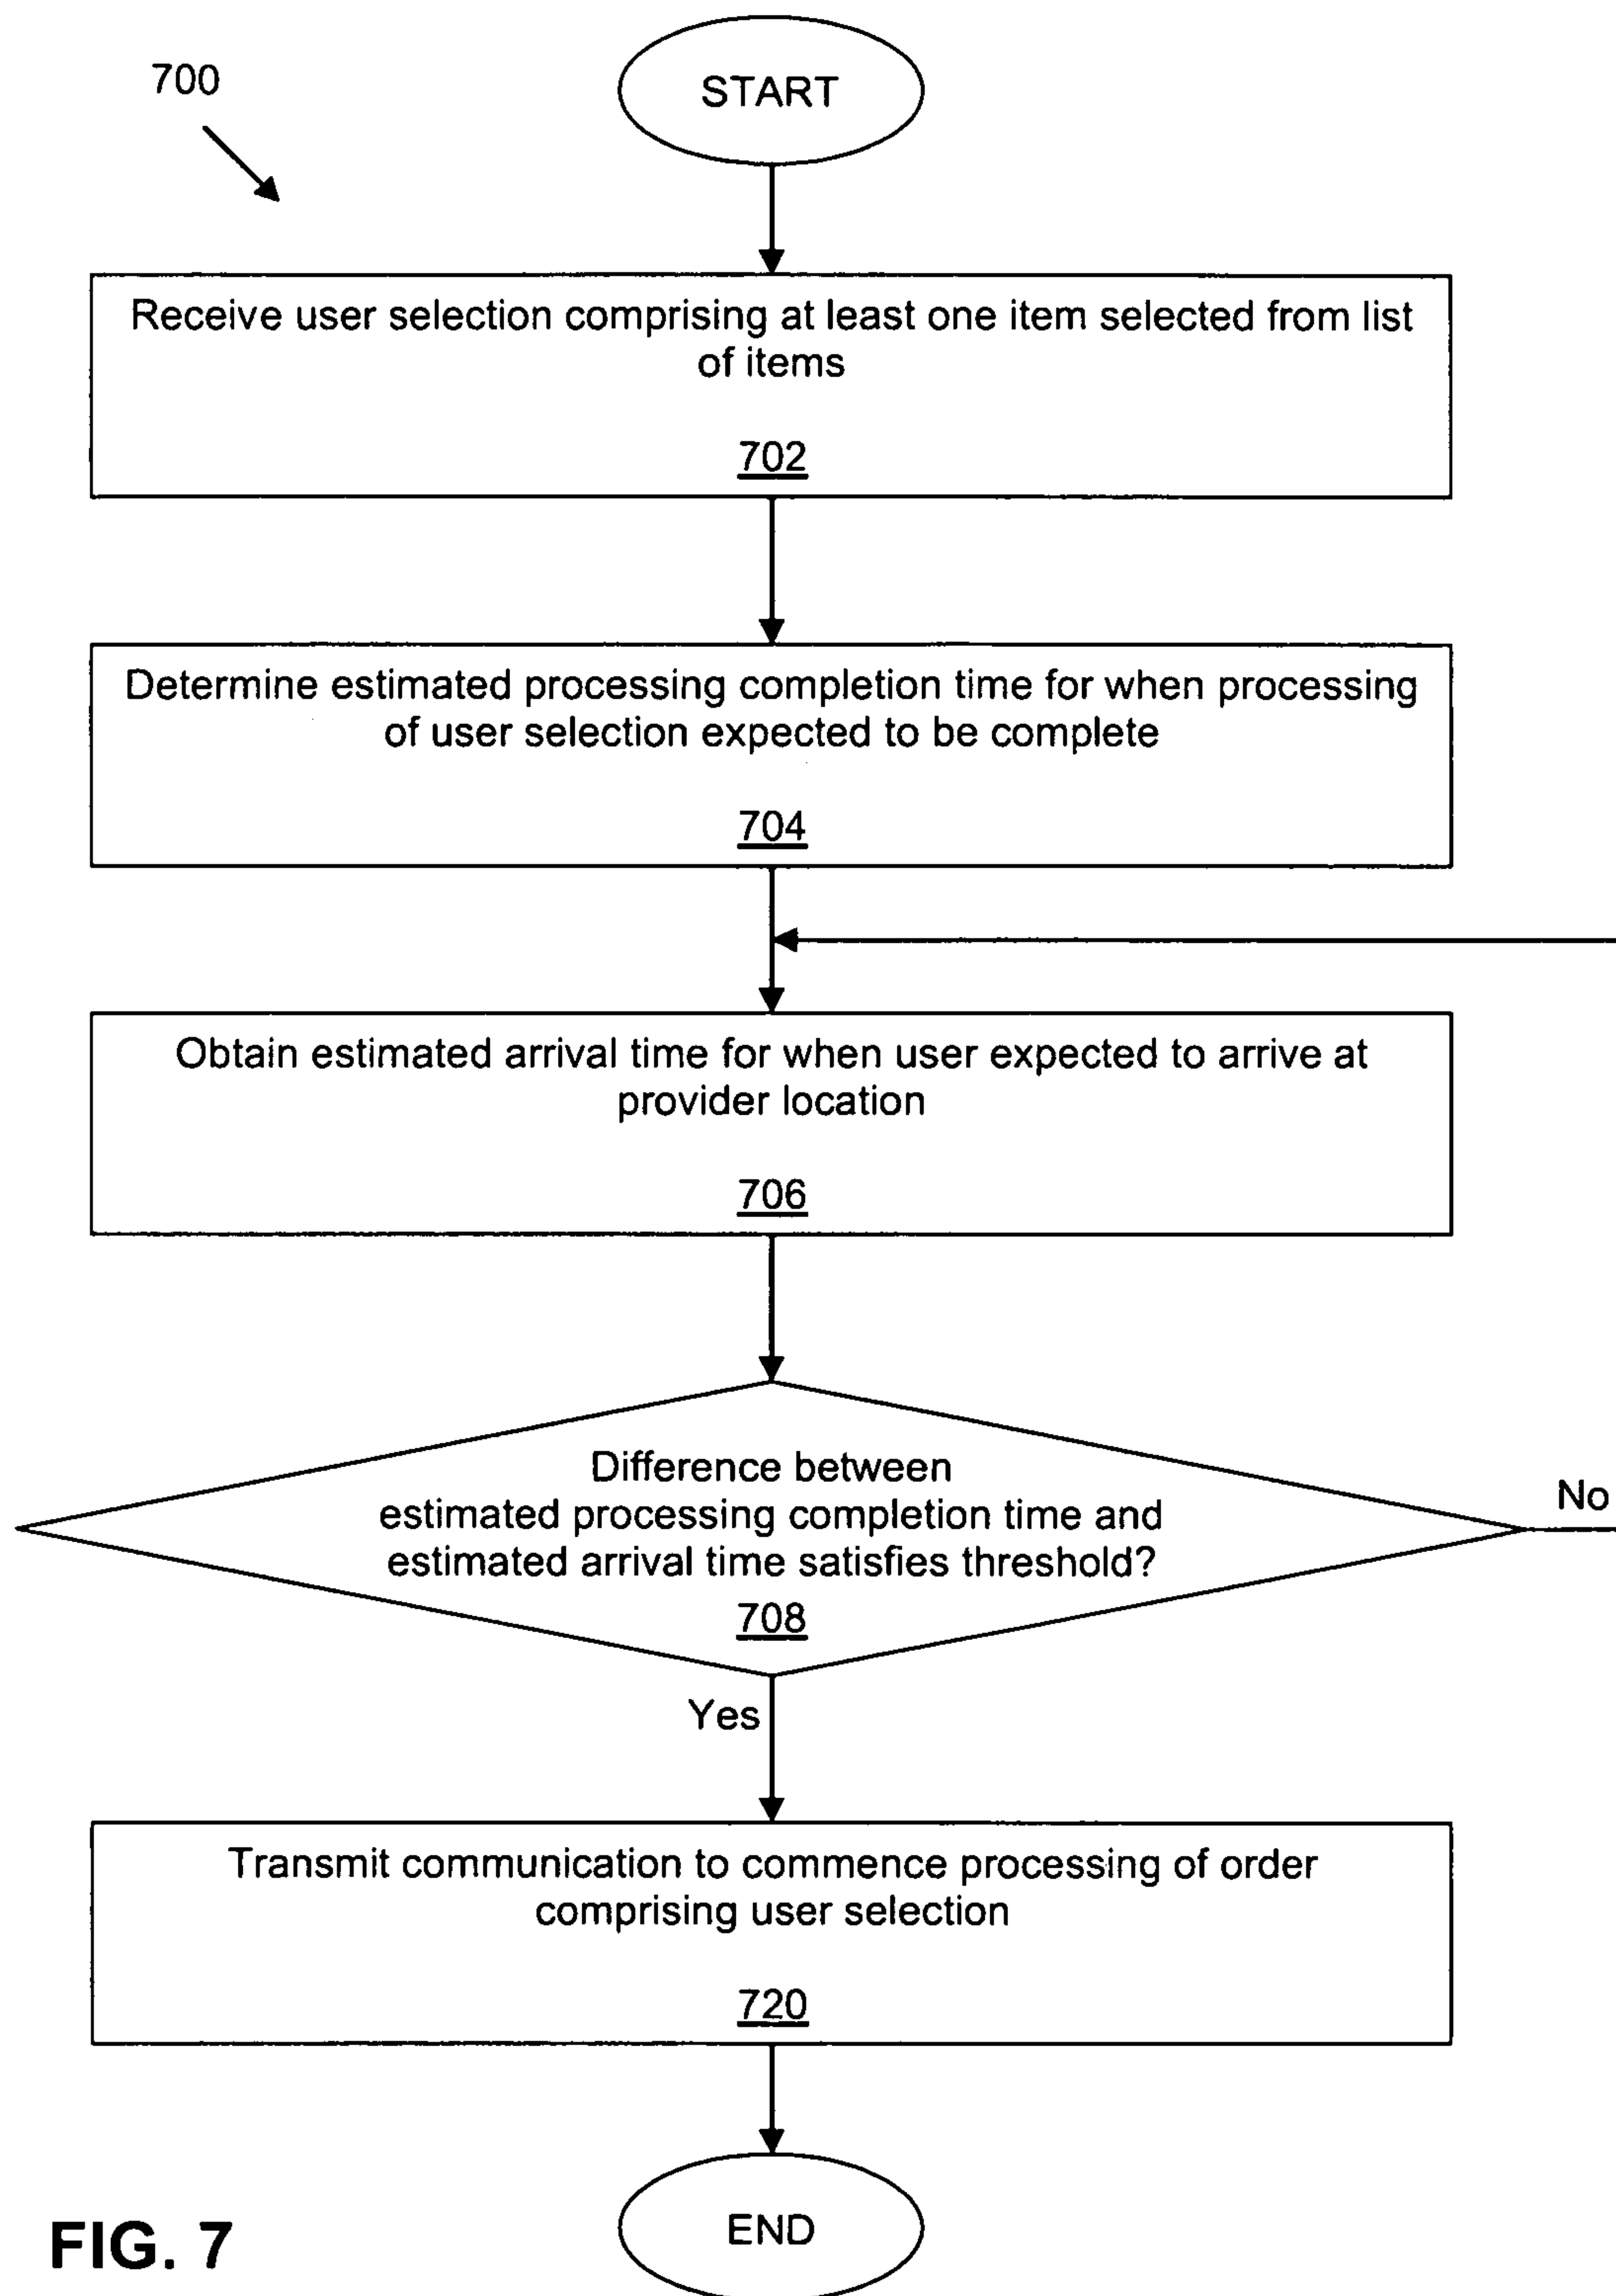 700
START
Receive user selection comprising at least one item selected from list
of items
702
Determine estimated processing completion time for when processing
of user selection expected to be complete
704
Obtain estimated arrival time for when user expected to arrive at
provider location
706
Difference between
estimated processing completion time and
estimated arrival time satisfies threshold?
708
No
Yes
Transmit communication to commence processing of order
comprising user selection
720
END
FIG. 7